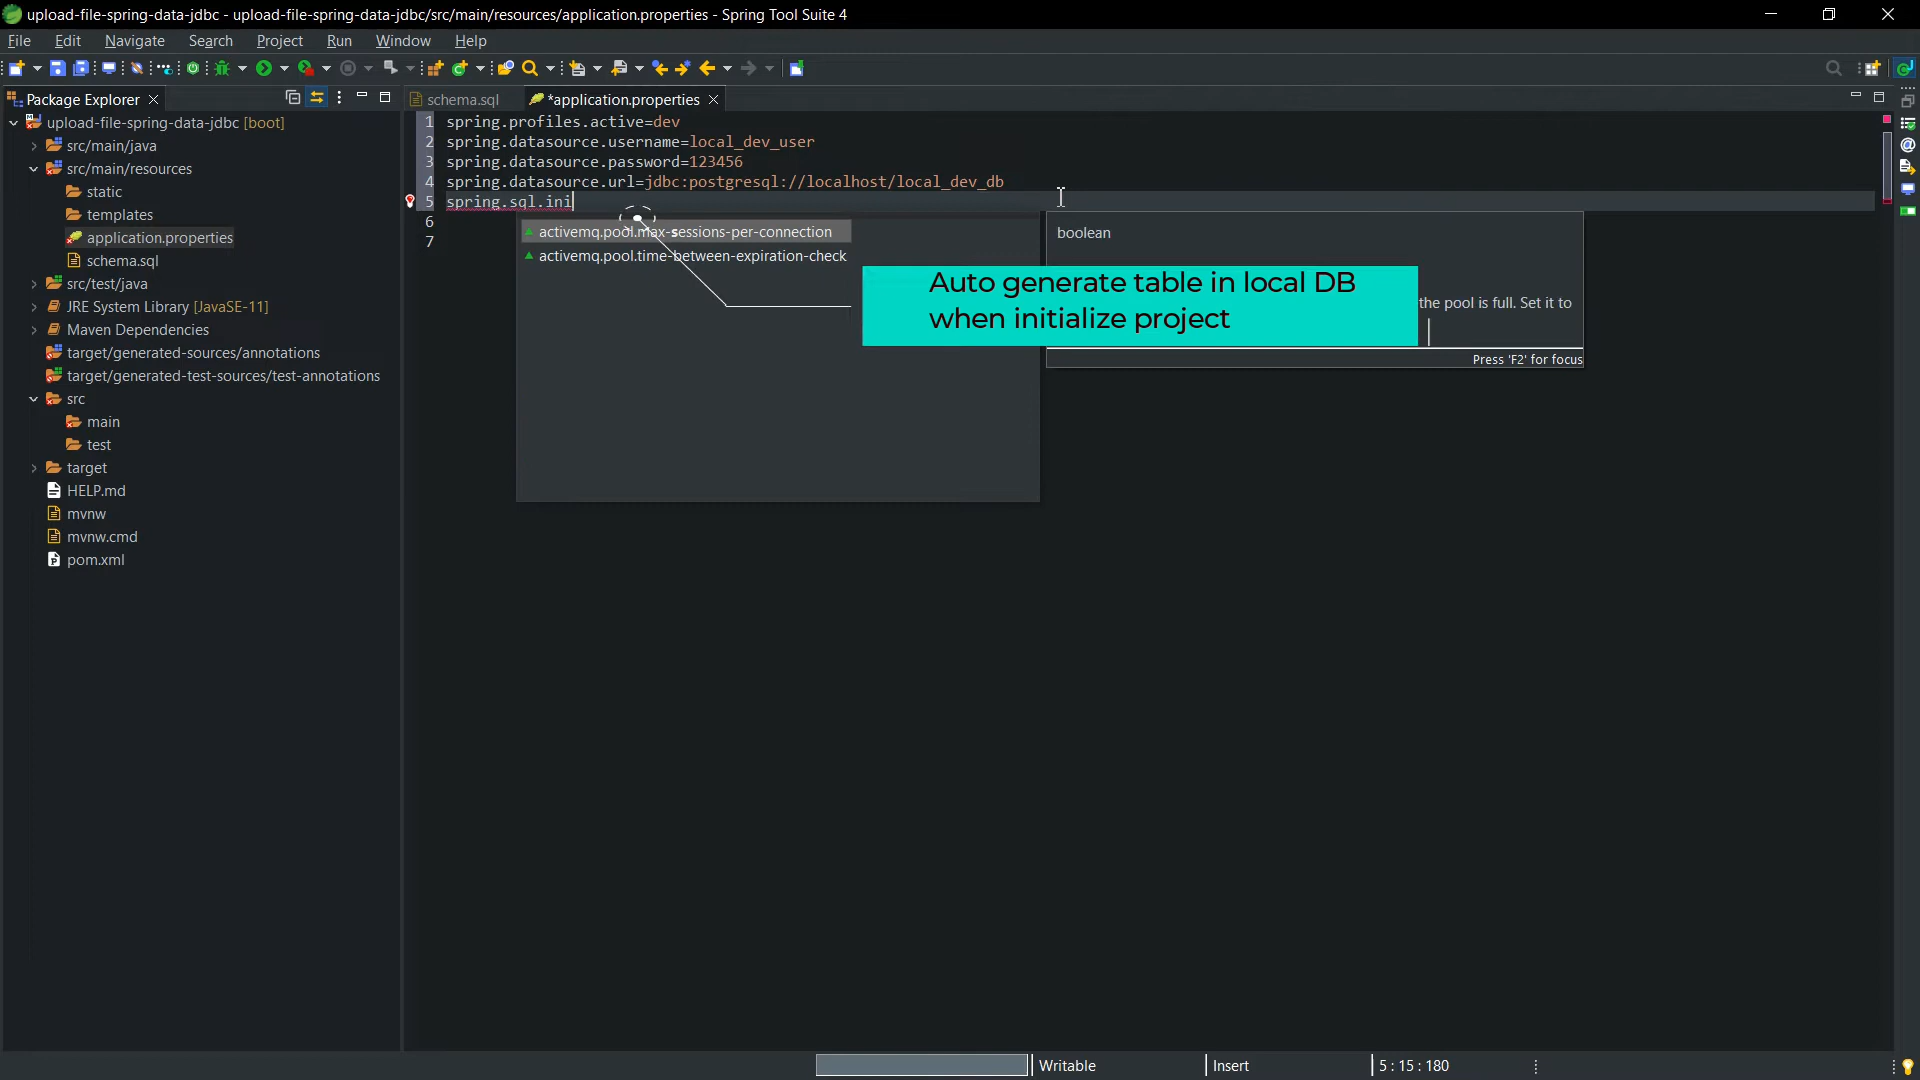 upload-file-spring-data-jdbc - upload-file-spring-data-jdbc/src/main/resources/application.properties - Spring Tool Suite 4
File Edit Navigate Search Project Run Window Help
Package Explorer
schema.sql
*application.properties
upload-file-spring-data-jdbc [boot]
src/main/java
src/main/resources
static
templates
application.properties
schema.sql
src/test/java
JRE System Library [JavaSE-11]
Maven Dependencies
target/generated-sources/annotations
target/generated-test-sources/test-annotations
src
main
test
target
HELP.md
mvnw
mvnw.cmd
pom.xml
1 spring.profiles.active=dev
2 spring.datasource.username=local_dev_user
3 spring.datasource.password=123456
4 spring.datasource.url=jdbc:postgresql://localhost/local_dev_db
5 spring.sql.ini
6
7
activemq.pool.max-sessions-per-connection
activemq.pool.time-between-expiration-check
boolean
the pool is full. Set it to
Press 'F2' for focus
Auto generate table in local DB
when initialize project
Writable
Insert
5 : 15 : 180